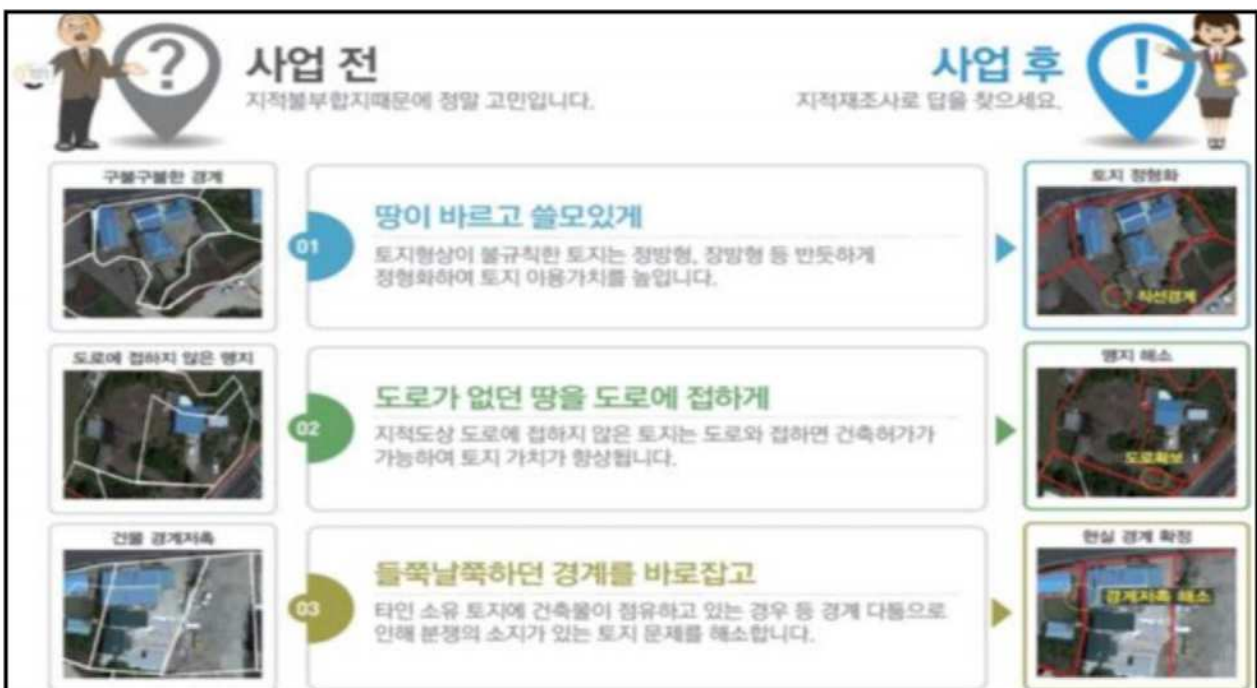 ?
사업 전
지적불부합지때문에 정말 고민입니다.
사업 후
지적재조사로 답을 찾으세요.
!
구불구불한 경계
01
땅이 바르고 쓸모있게
토지형상이 불규칙한 토지는 정방형, 장방형 등 반듯하게
정형화하여 토지 이용가치를 높입니다.
토지 정형화
직선경계
도로에 접하지 않은 맹지
02
도로가 없던 땅을 도로에 접하게
지적도상 도로에 접하지 않은 토지는 도로와 접하면 건축허가가
가능하여 토지 가치가 향상됩니다.
맹지 해소
도로확보
건물 경계저촉
03
들쭉날쭉하던 경계를 바로잡고
타인 소유 토지에 건축물이 점유하고 있는 경우 등 경계 다툼으로
인해 분쟁의 소지가 있는 토지 문제를 해소합니다.
현실 경계 확정
경계저촉 해소